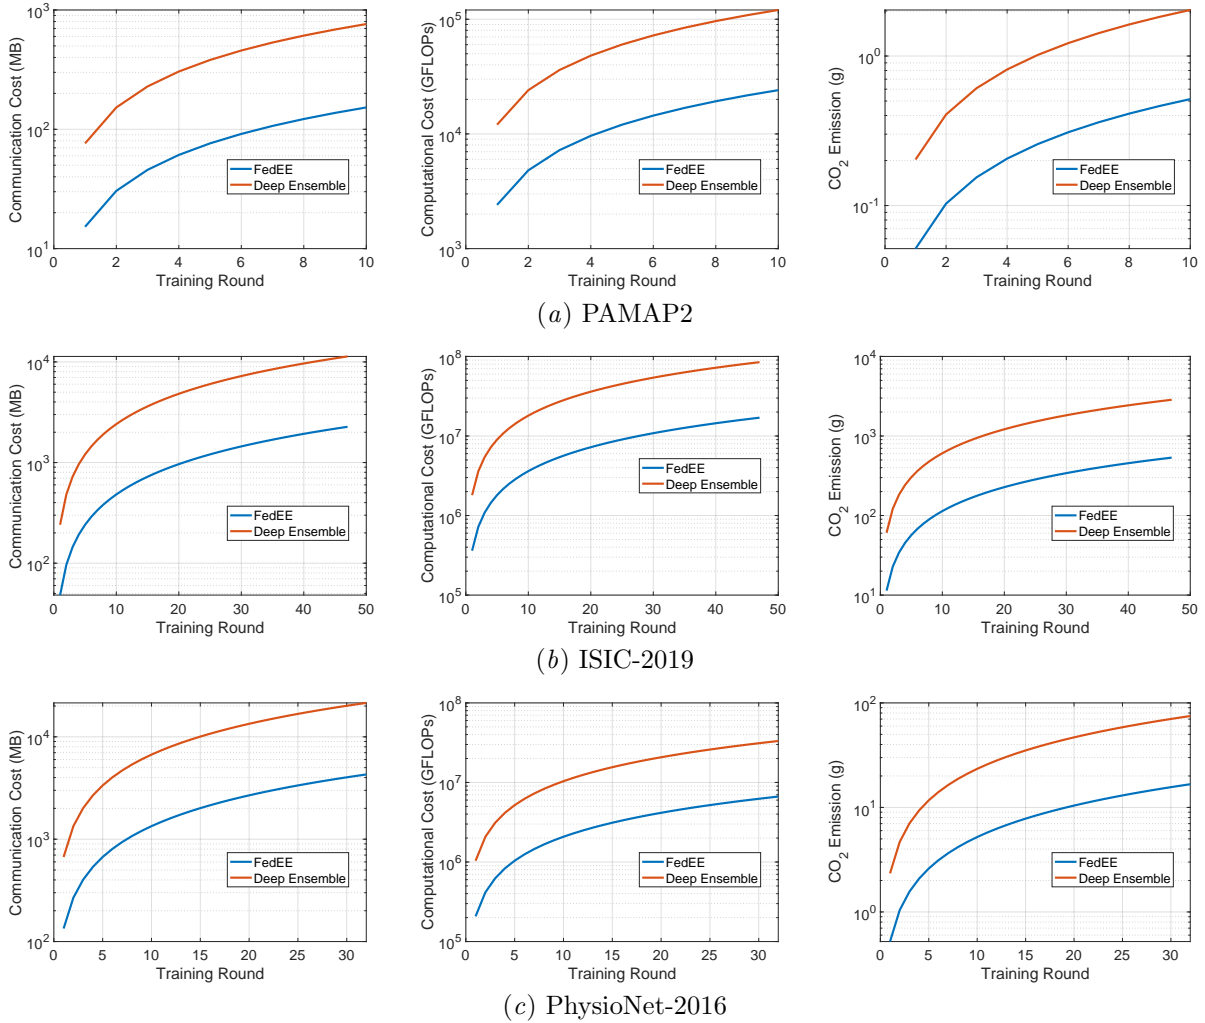 Communication Cost (MB)
10^3
10^2
10^1
0 2 4 6 8 10
Training Round
FedEE
Deep Ensemble
Computational Cost (GFLOPs)
10^5
10^4
10^3
0 2 4 6 8 10
Training Round
FedEE
Deep Ensemble
CO_2 Emission (g)
10^0
10^-1
0 2 4 6 8 10
Training Round
FedEE
Deep Ensemble
(a) PAMAP2
Communication Cost (MB)
10^4
10^3
10^2
0 10 20 30 40 50
Training Round
FedEE
Deep Ensemble
Computational Cost (GFLOPs)
10^8
10^7
10^6
10^5
0 10 20 30 40 50
Training Round
FedEE
Deep Ensemble
CO_2 Emission (g)
10^4
10^3
10^2
10^1
0 10 20 30 40 50
Training Round
FedEE
Deep Ensemble
(b) ISIC-2019
Communication Cost (MB)
10^4
10^3
10^2
0 5 10 15 20 25 30
Training Round
FedEE
Deep Ensemble
Computational Cost (GFLOPs)
10^8
10^7
10^6
10^5
0 5 10 15 20 25 30
Training Round
FedEE
Deep Ensemble
CO_2 Emission (g)
10^2
10^1
10^0
0 5 10 15 20 25 30
Training Round
FedEE
Deep Ensemble
(c) PhysioNet-2016